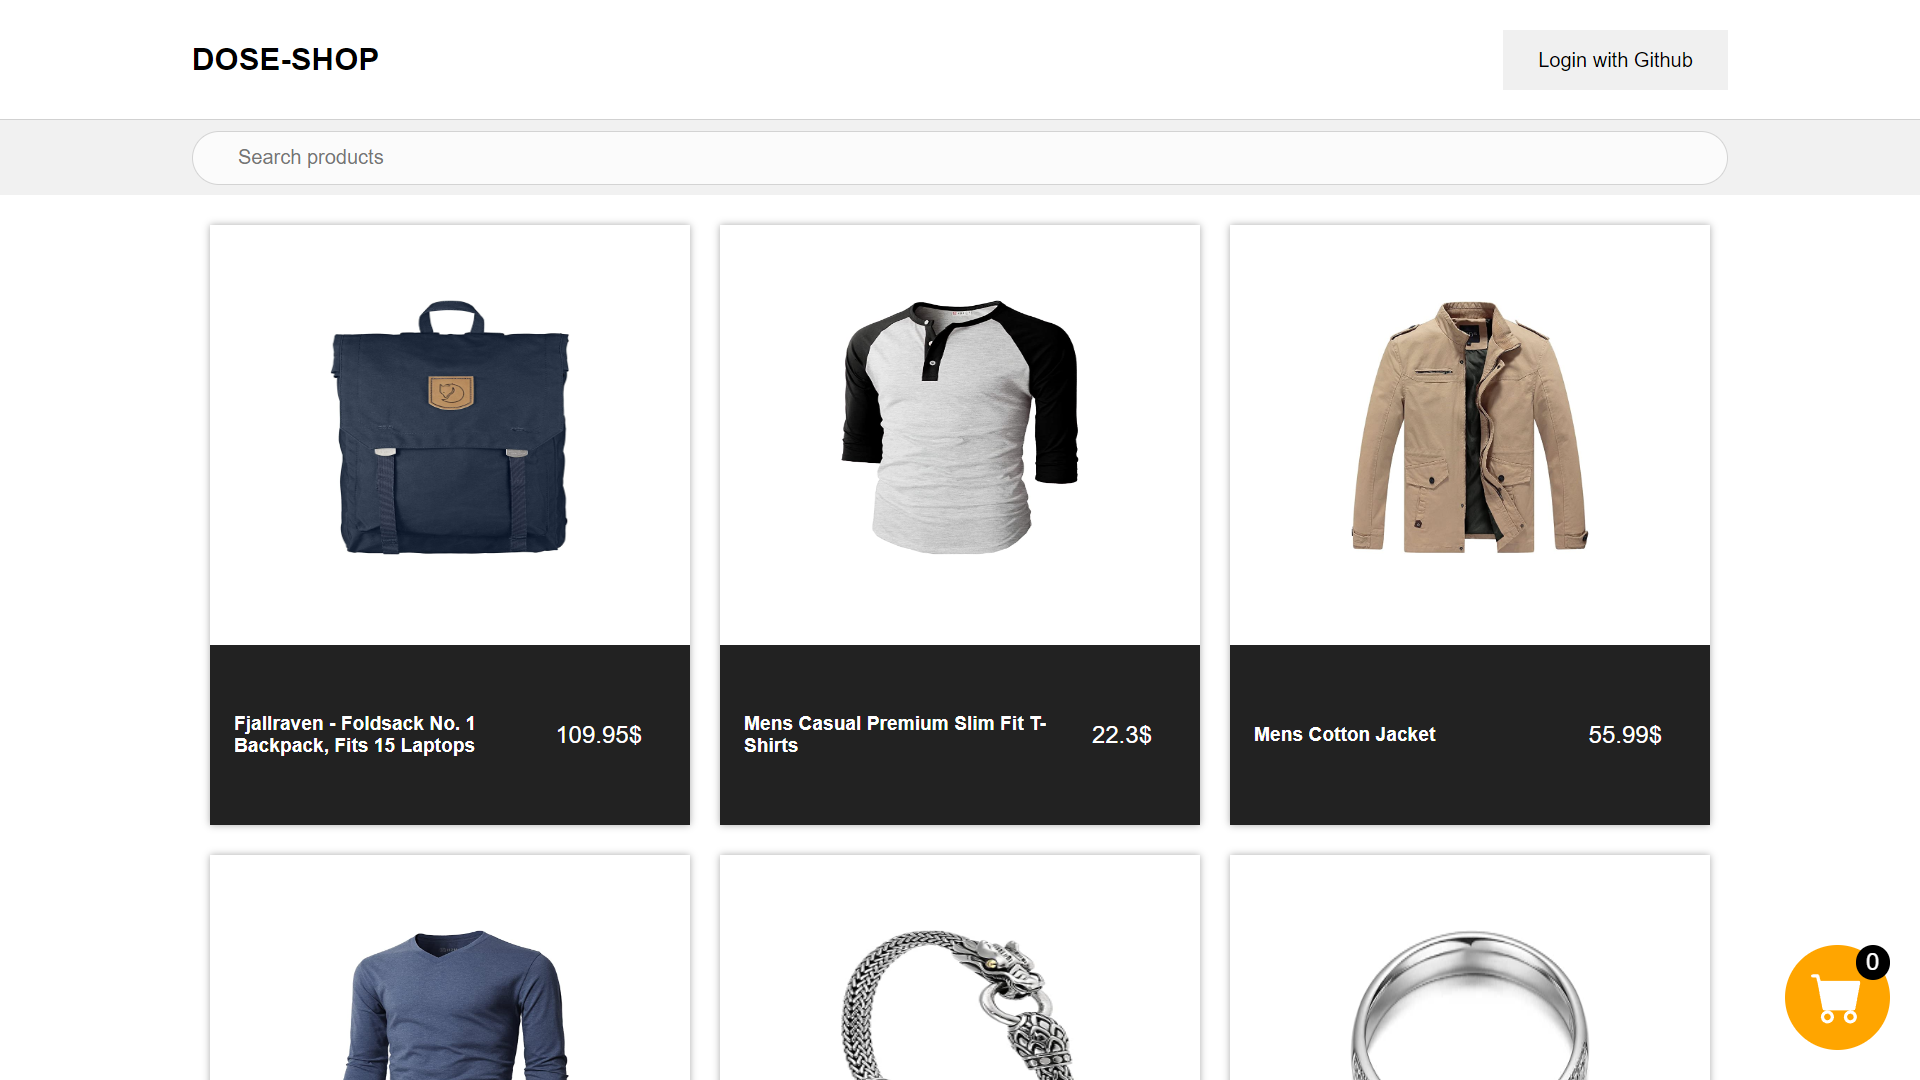 DOSE-SHOP
Login with Github
Search products
Fjallraven - Foldsack No. 1
Backpack, Fits 15 Laptops
109.95$
Mens Casual Premium Slim Fit T-
Shirts
22.3$
Mens Cotton Jacket
55.99$
0